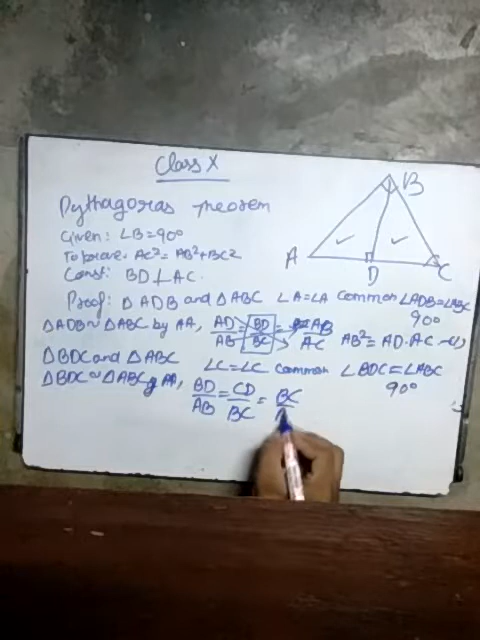 Class X
Pythagoras theorem
Given: ∠B=90°
To prove: AC²= AB²+BC2
Const: BD⊥AC.
A
B
C
D
Proof: △ADB and △ABC ∠A=∠A Common ∠ADB=∠ABC
90°
△ADB~△ABC by AA, AD/AB = BD/BC = AB/AC AB²=AD.AC
△BDC and △ABC ∠C=∠C common ∠BDC=∠ABC
90°
△BDC~△ABC by AA, BD/AB = CD/BC = BC/